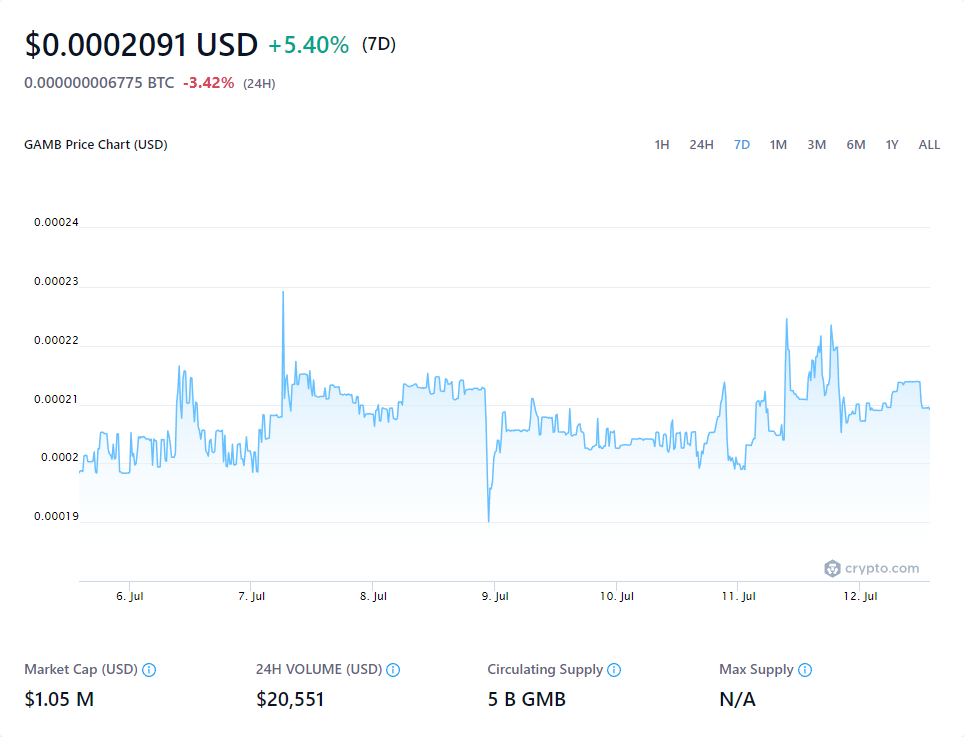 $0.0002091 USD +5.40% (7D)
0.000000006775 BTC -3.42% (24H)
GAMB Price Chart (USD) 1H 24H 7D 1M 3M 6M 1Y ALL
0.00024
0.00023
0.00022
0.00021
0.0002
0.00019
crypto.com
6. Jul 7. Jul 8. Jul 9. Jul 10. Jul 11. Jul 12. Jul
Market Cap (USD) 24H VOLUME (USD) Circulating Supply Max Supply
$1.05 M $20,551 5 B GMB N/A